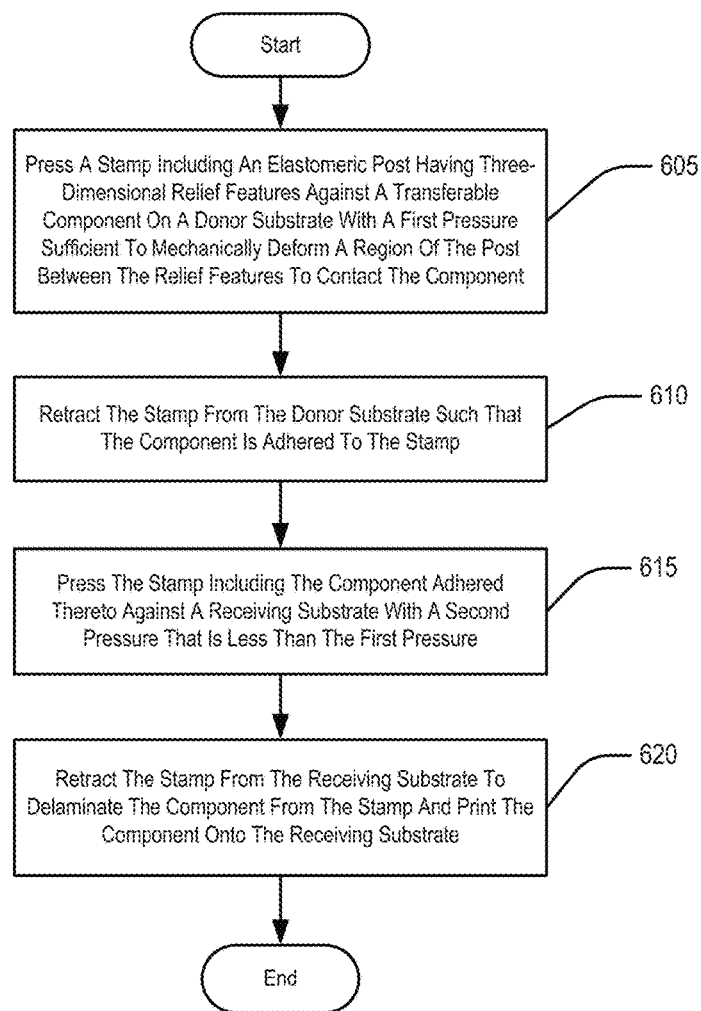 Start
Press A Stamp Including An Elastomeric Post Having Three-
Dimensional Relief Features Against A Transferable
Component On A Donor Substrate With A First Pressure
Sufficient To Mechanically Deform A Region Of The Post
Between The Relief Features To Contact The Component
605
Retract The Stamp From The Donor Substrate Such That
The Component Is Adhered To The Stamp
610
Press The Stamp Including The Component Adhered
Thereto Against A Receiving Substrate With A Second
Pressure That Is Less Than The First Pressure
615
Retract The Stamp From The Receiving Substrate To
Delaminate The Component From The Stamp And Print The
Component Onto The Receiving Substrate
620
End